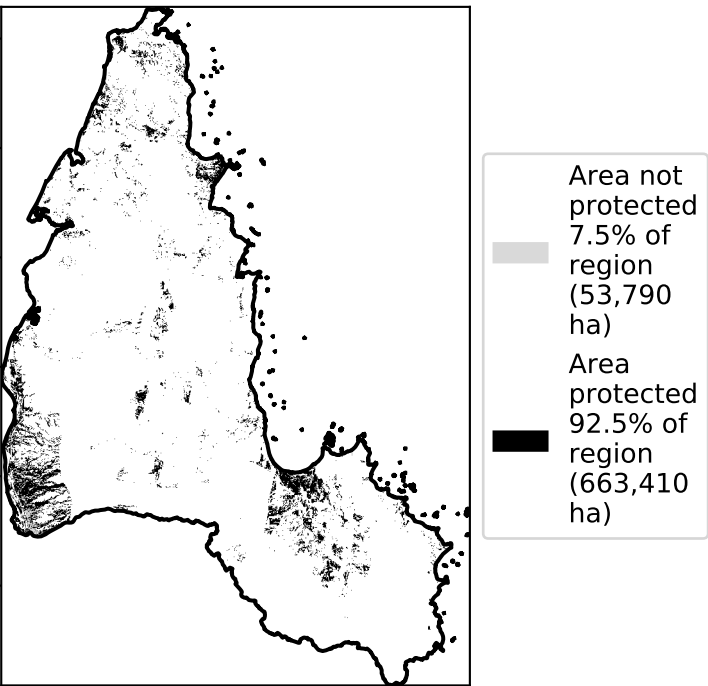 Area not
protected
7.5% of
region
(53,790
ha)
Area
protected
92.5% of
region
(663,410
ha)